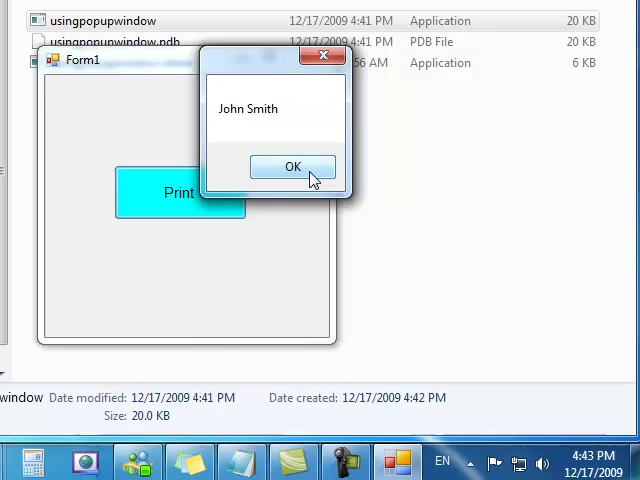 usingpopupwindow 12/17/2009 4:41 PM Application 20 KB
usingpopupwindow.pdb 12/17/2009 4:41 PM PDB File 42 KB
56 AM Application 6 KB
Form1
John Smith
OK
Print
window Date modified: 12/17/2009 4:41 PM Date created: 12/17/2009 4:42 PM
Size: 20.0 KB
EN
4:43 PM
12/17/2009